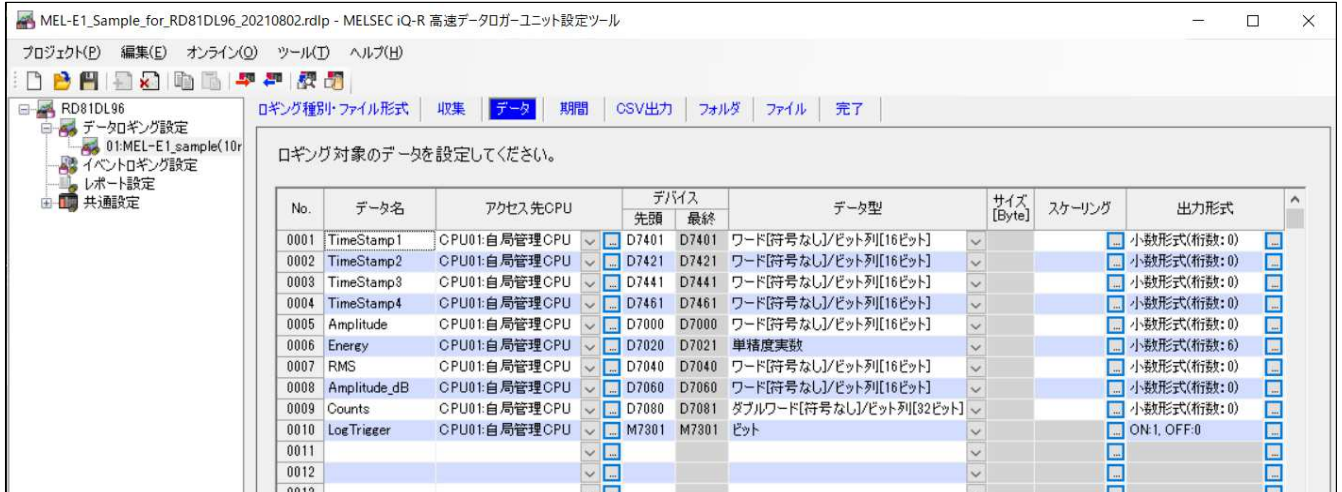 MEL-E1_Sample_for_RD81DL96_20210802.rdlp - MELSEC iQ-R 高速データロガーユニット設定ツール
プロジェクト(P) 編集(E) オンライン(O) ツール(T) ヘルプ(H)
RD81DL96
データロギング設定
01:MEL-E1_sample(10r
イベントロギング設定
レポート設定
共通設定
ロギング種別・ファイル形式 収集 データ 期間 CSV出力 フォルダ ファイル 完了
ロギング対象のデータを設定してください。
No. データ名 アクセス先CPU デバイス データ型 サイズ [Byte] スケーリング 出力形式
先頭 最終
0001 TimeStamp1 CPU01:自局管理CPU ... D7401 D7401 ワード[符号なし]/ビット列[16ビット] ... 小数形式(桁数:0) ...
0002 TimeStamp2 CPU01:自局管理CPU ... D7421 D7421 ワード[符号なし]/ビット列[16ビット] ... 小数形式(桁数:0) ...
0003 TimeStamp3 CPU01:自局管理CPU ... D7441 D7441 ワード[符号なし]/ビット列[16ビット] ... 小数形式(桁数:0) ...
0004 TimeStamp4 CPU01:自局管理CPU ... D7461 D7461 ワード[符号なし]/ビット列[16ビット] ... 小数形式(桁数:0) ...
0005 Amplitude CPU01:自局管理CPU ... D7000 D7000 ワード[符号なし]/ビット列[16ビット] ... 小数形式(桁数:0) ...
0006 Energy CPU01:自局管理CPU ... D7020 D7021 単精度実数 ... 小数形式(桁数:6) ...
0007 RMS CPU01:自局管理CPU ... D7040 D7040 ワード[符号なし]/ビット列[16ビット] ... 小数形式(桁数:0) ...
0008 Amplitude_dB CPU01:自局管理CPU ... D7060 D7060 ワード[符号なし]/ビット列[16ビット] ... 小数形式(桁数:0) ...
0009 Counts CPU01:自局管理CPU ... D7080 D7081 ダブルワード[符号なし]/ビット列[32ビット] ... 小数形式(桁数:0) ...
0010 LogTrigger CPU01:自局管理CPU ... M7301 M7301 ビット ... ON:1, OFF:0 ...
0011 ... ... ...
0012 ... ... ...